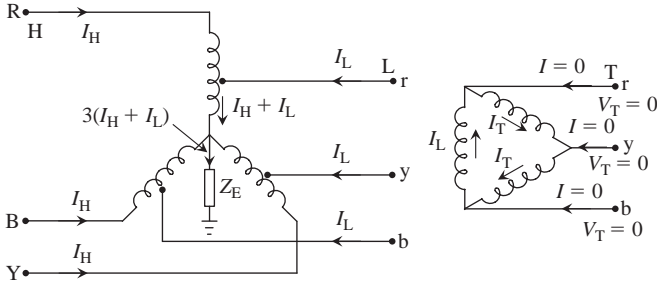 R
H
I_H
I_L
L
r
I_H + I_L
3(I_H + I_L)
I_L
y
Z_E
B
I_H
I_L
b
Y
I_H
I = 0
T
r
V_T = 0
I_T
I = 0
I_L
y
I_T
V_T = 0
I = 0
b
V_T = 0